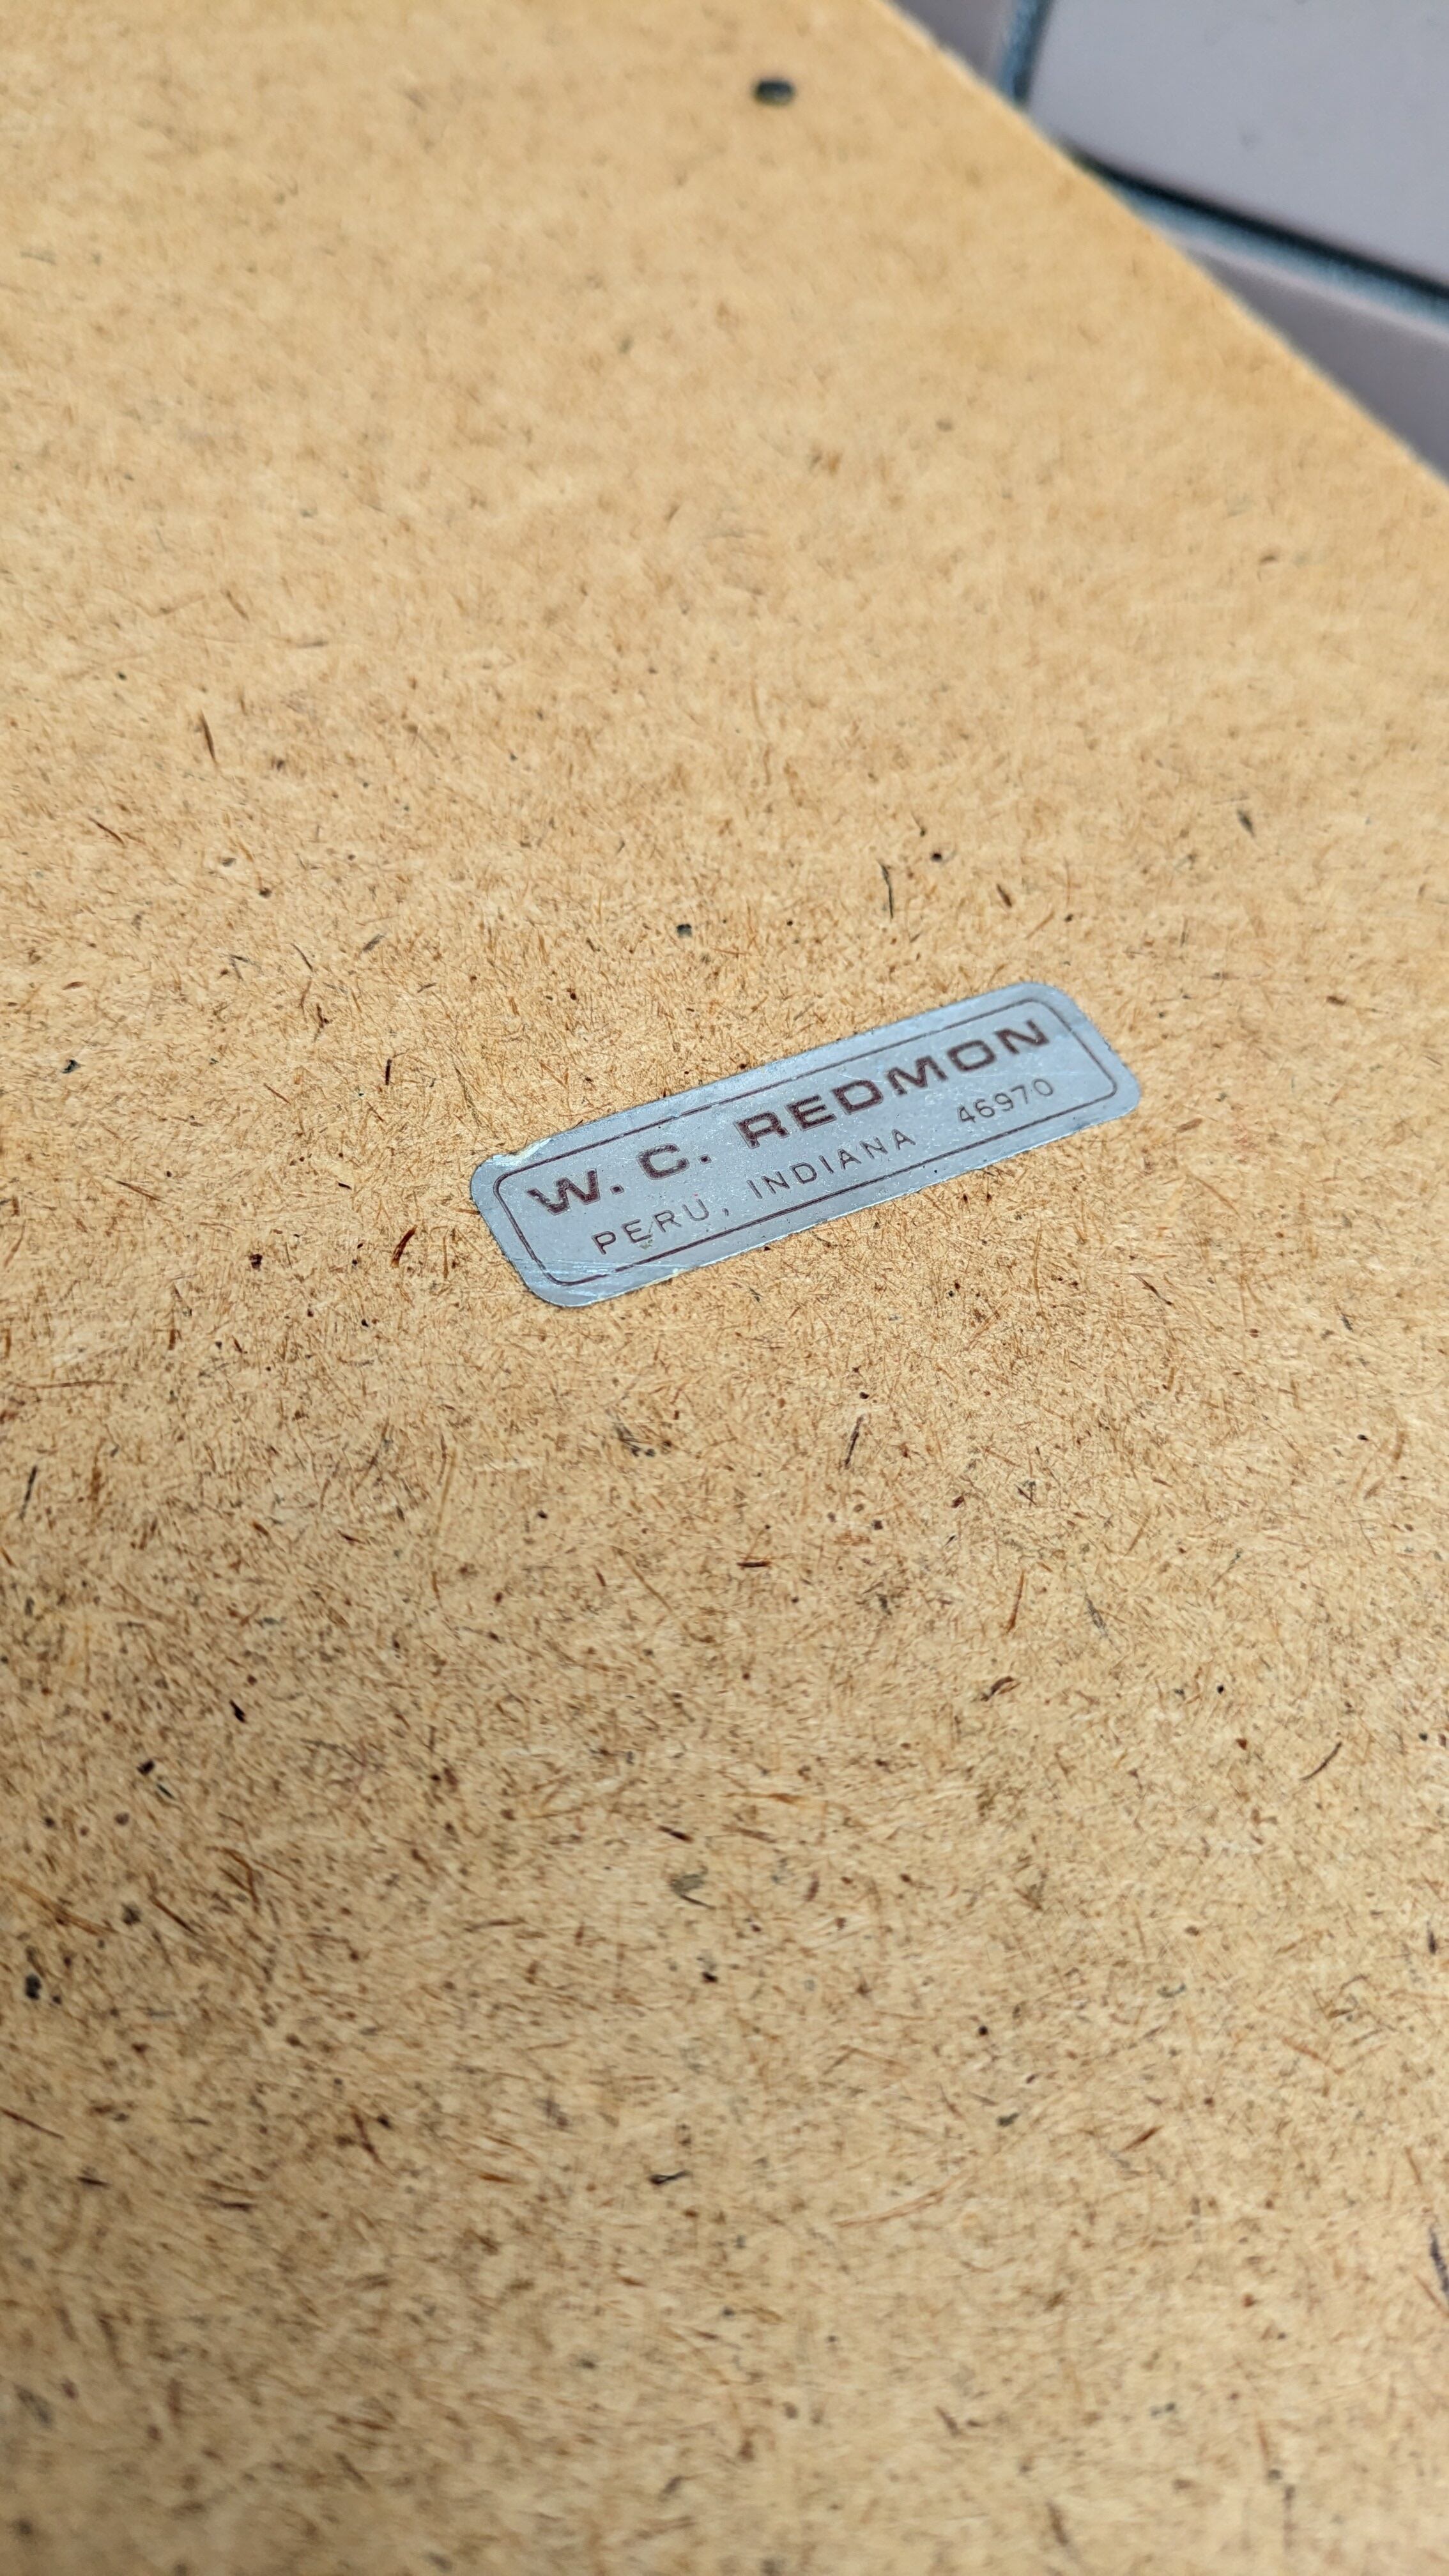 W. C. REDMON
PERU, INDIANA 46970